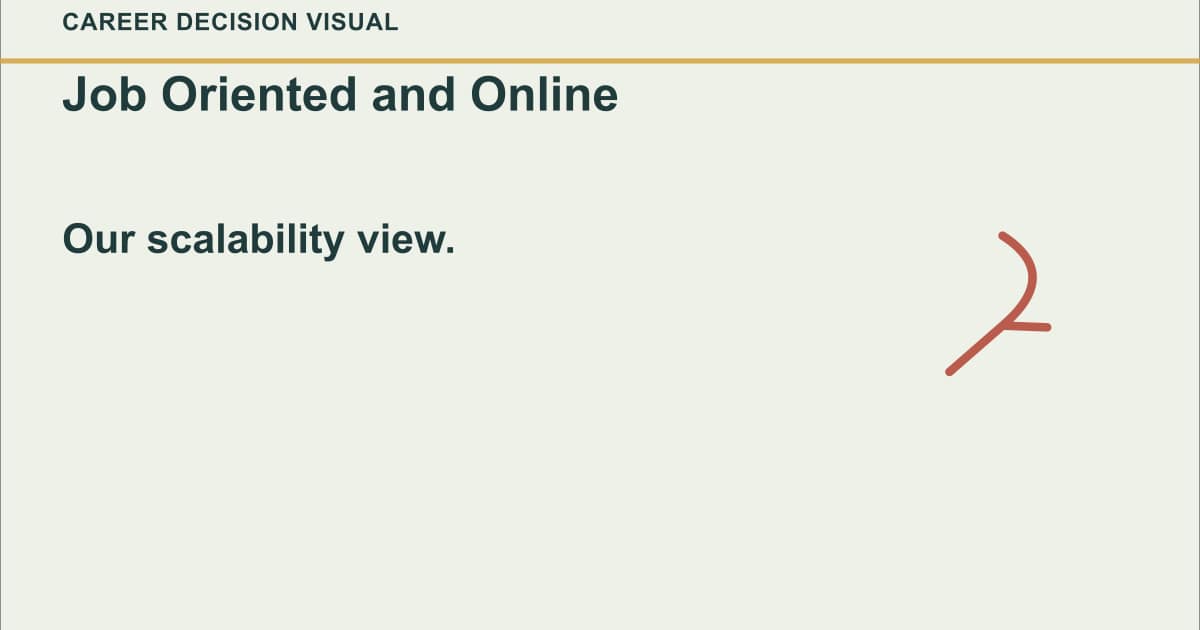 CAREER DECISION VISUAL
Job Oriented and Online
Our scalability view.